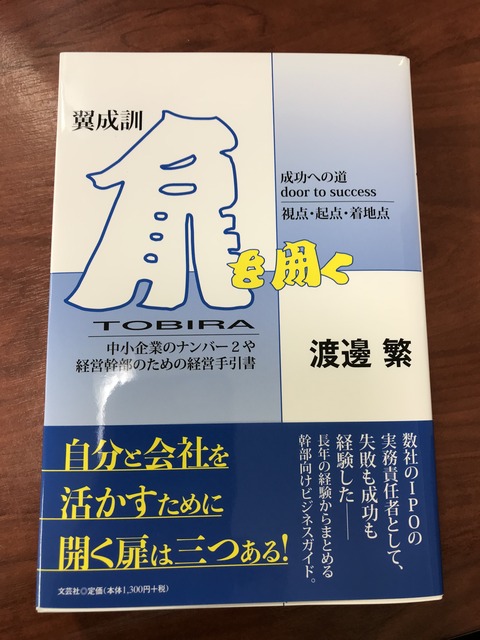 翼成訓
扉
を開く
TOBIRA
成功への道
door to success
視点・起点・着地点
中小企業のナンバー2や
経営幹部のための経営手引書
渡邊 繁
自分と会社を
活かすために
開く扉は三つある!
数社のIPOの
実務責任者として、
失敗も成功も
経験した――
長年の経験からまとめる
幹部向けビジネスガイド。
文芸社◎定価(本体1,300円+税)